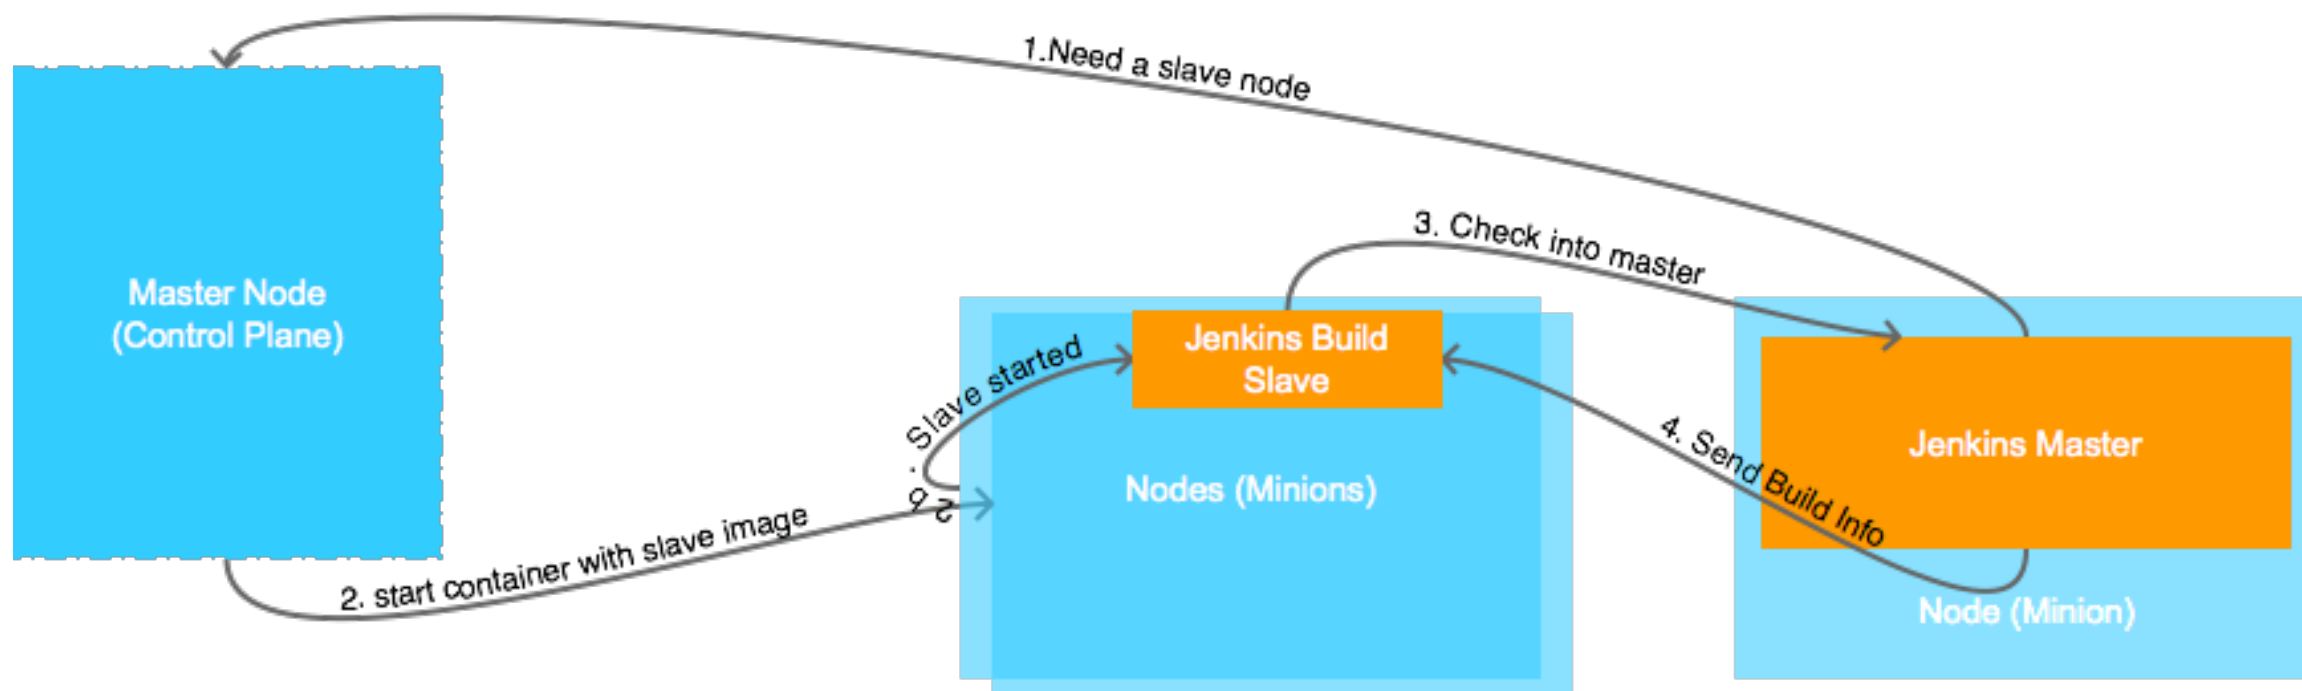 1.Need a slave node
3. Check into master
Master Node
(Control Plane)
Jenkins Build
Slave
2b. Slave started
4. Send Build Info
Jenkins Master
Nodes (Minions)
2. start container with slave image
Node (Minion)